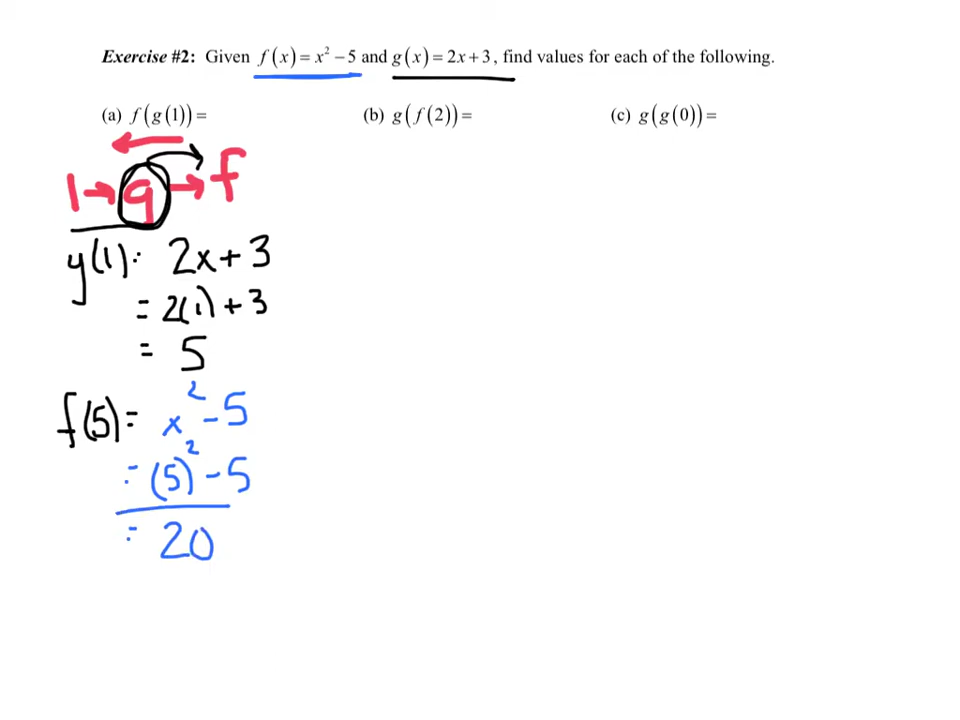 Exercise #2: Given f(x) = x² − 5 and g(x) = 2x + 3, find values for each of the following.
(a) f(g(1)) = (b) g(f(2)) = (c) g(g(0)) =
1 → g → f
g(1) = 2x + 3
= 2(1) + 3
= 5
f(5) = x² - 5
= (5)² - 5
= 20